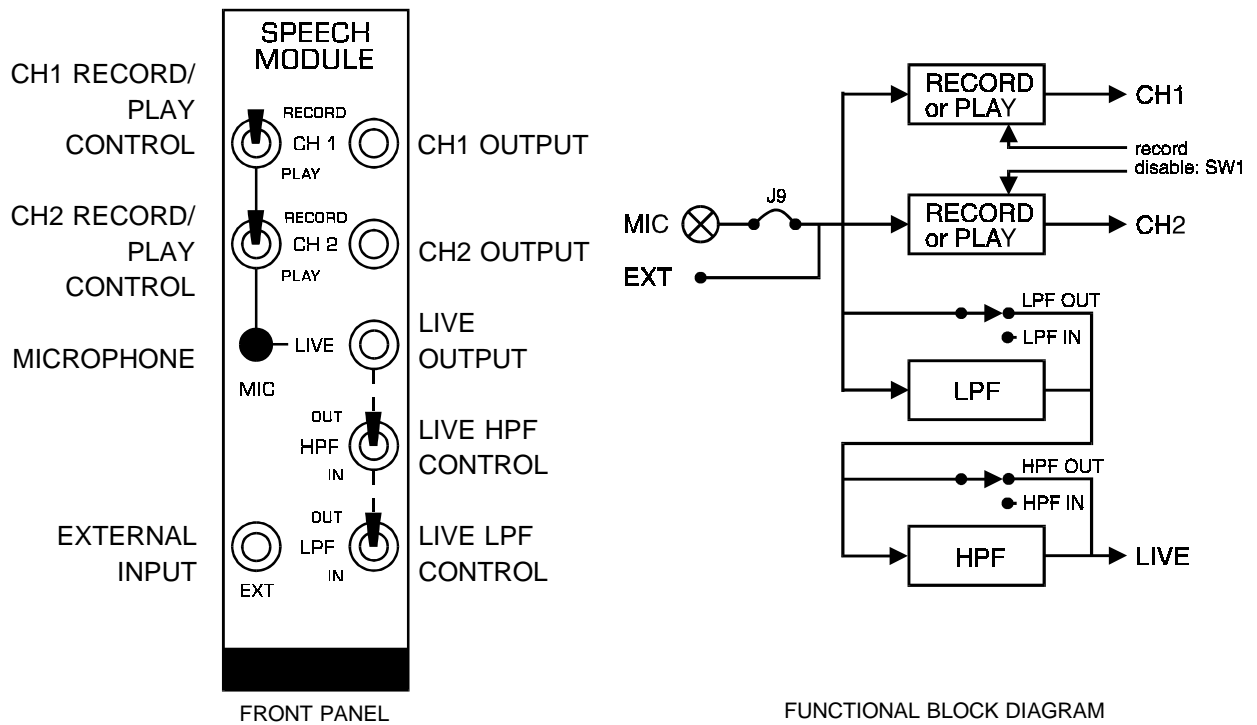 SPEECH
MODULE
CH1 RECORD/
PLAY
CONTROL
RECORD
CH 1
PLAY
CH1 OUTPUT
CH2 RECORD/
PLAY
CONTROL
RECORD
CH 2
PLAY
CH2 OUTPUT
MICROPHONE
MIC
LIVE
LIVE
OUTPUT
OUT
HPF
IN
LIVE HPF
CONTROL
EXTERNAL
INPUT
EXT
OUT
LPF
IN
LIVE LPF
CONTROL
FRONT PANEL
RECORD
or PLAY
CH1
record
disable: SW1
MIC
J9
RECORD
or PLAY
CH2
EXT
LPF OUT
LPF IN
LPF
HPF OUT
HPF IN
HPF
LIVE
FUNCTIONAL BLOCK DIAGRAM